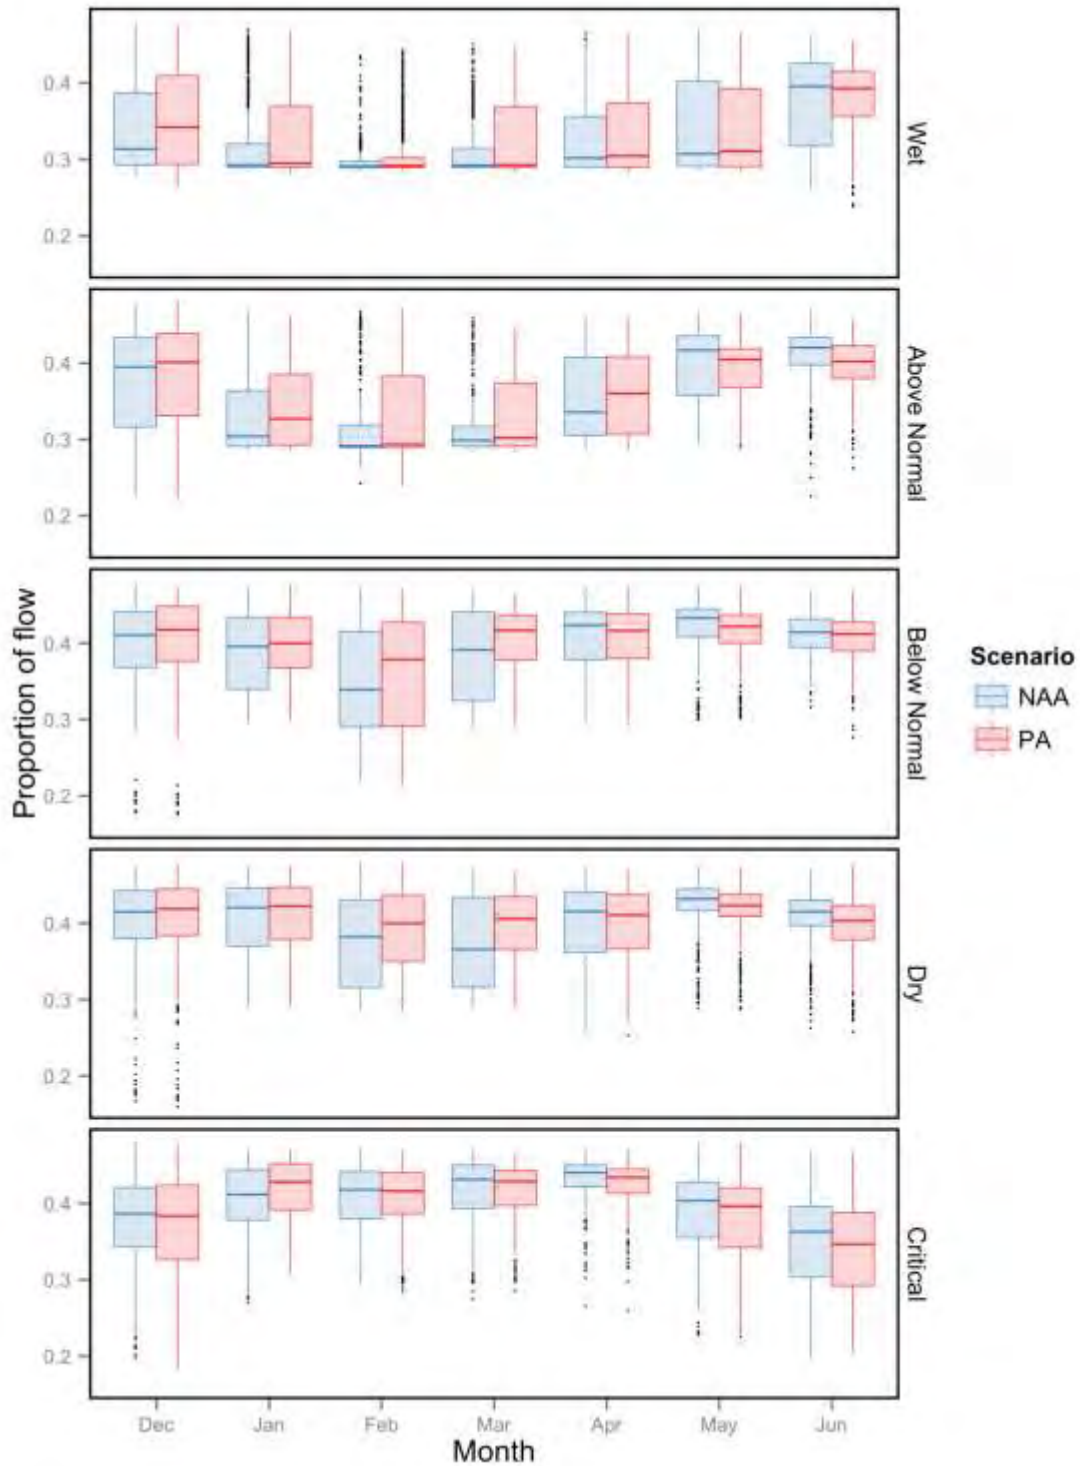 0.4
0.3
0.2
Wet
0.4
0.3
0.2
Above Normal
0.4
0.3
0.2
Below Normal
Proportion of flow
Scenario
NAA
PA
0.4
0.3
0.2
Dry
0.4
0.3
0.2
Critical
Dec Jan Feb Mar Apr May Jun
Month